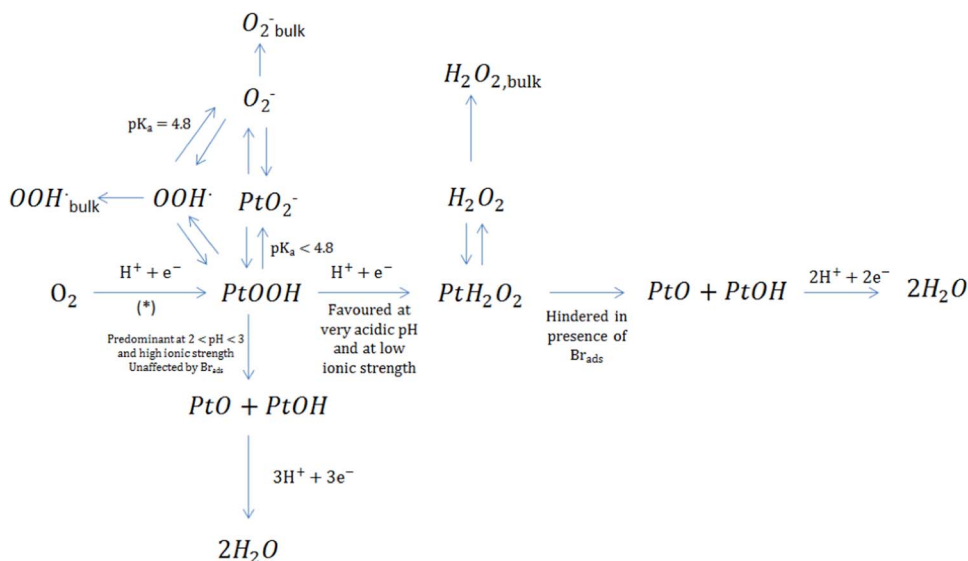 O₂⁻bulk
O₂⁻
H₂O₂,bulk
pKₐ = 4.8
OOH·bulk
OOH·
PtO₂⁻
H₂O₂
pKₐ < 4.8
O₂
H⁺ + e⁻
(*)
PtOOH
H⁺ + e⁻
Favoured at
very acidic pH
and at low
ionic strength
PtH₂O₂
Hindered in
presence of
Br_ads
PtO + PtOH
2H⁺ + 2e⁻
2H₂O
Predominant at 2 < pH < 3
and high ionic strength
Unaffected by Br_ads
PtO + PtOH
3H⁺ + 3e⁻
2H₂O